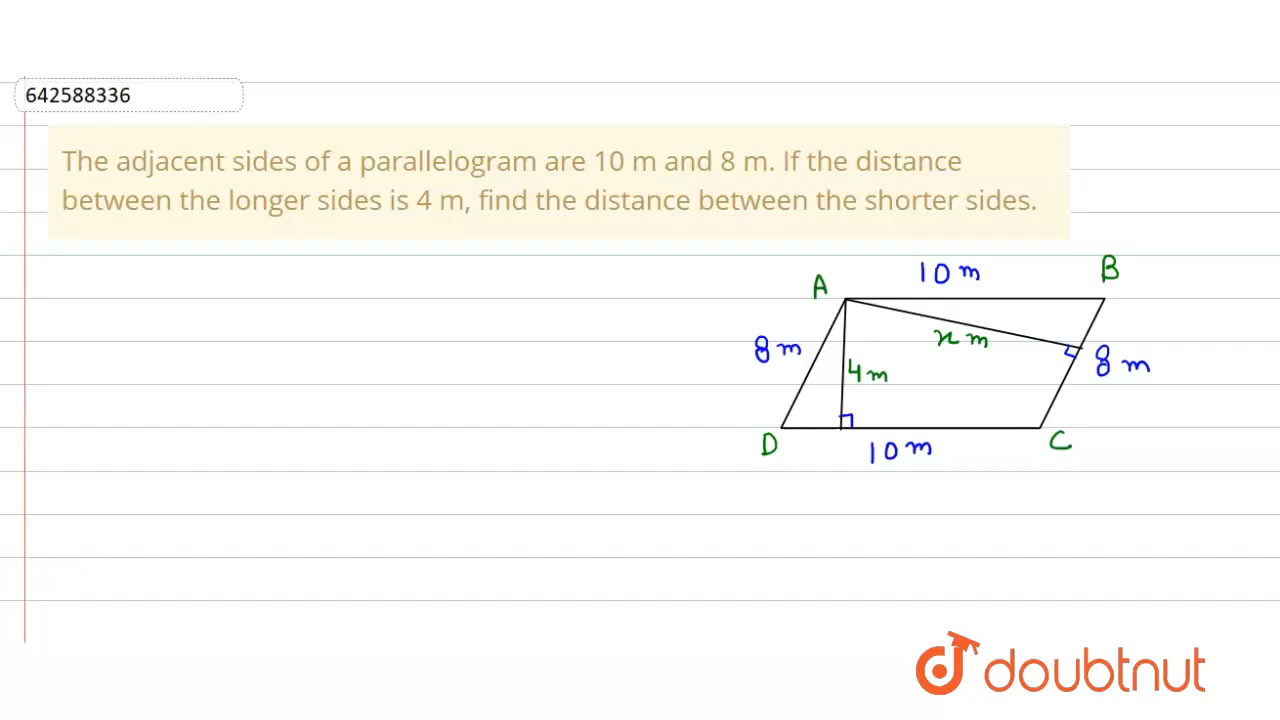 642588336
The adjacent sides of a parallelogram are 10 m and 8 m. If the distance
between the longer sides is 4 m, find the distance between the shorter sides.
10 m
A
B
8 m
x m
8 m
4 m
D
10 m
C
doubtnut